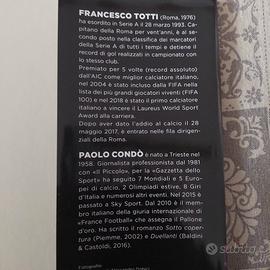 FRANCESCO TOTTI (Roma, 1976)
ha esordito in Serie A il 28 marzo 1993. Ca-
pitano della Roma per vent'anni, è al se-
condo posto nella classifica dei marcatori
della Serie A di tutti i tempi e detiene il
record di gol realizzati in campionato con
lo stesso club.
Premiato per 5 volte (record assoluto)
dall'AIC come miglior calciatore italiano,
nel 2004 è stato incluso dalla FIFA nella
lista dei più grandi giocatori viventi (FIFA
100) e nel 2018 è stato il primo calciatore
italiano a vincere il Laureus World Sport
Award alla carriera.
Dopo aver dato l'addio al calcio il 28
maggio 2017, è entrato nelle fila dirigen-
ziali della Roma.
PAOLO CONDÒ è nato a Trieste nel
1958. Giornalista professionista dal 1981
con «Il Piccolo», per la «Gazzetta dello
Sport» ha seguito 7 Mondiali e 5 Euro-
pei di calcio, 2 Olimpiadi estive, 8 Giri
d'Italia e numerosi altri eventi. Nel 2015 è
passato a Sky Sport. Dal 2010 è il mem-
bro italiano della giuria internazionale di
«France Football» che assegna il Pallone
d'oro. Ha scritto il romanzo Sotto coper-
tura (Piemme, 2002) e Duellanti (Baldini
& Castoldi, 2016).
subito